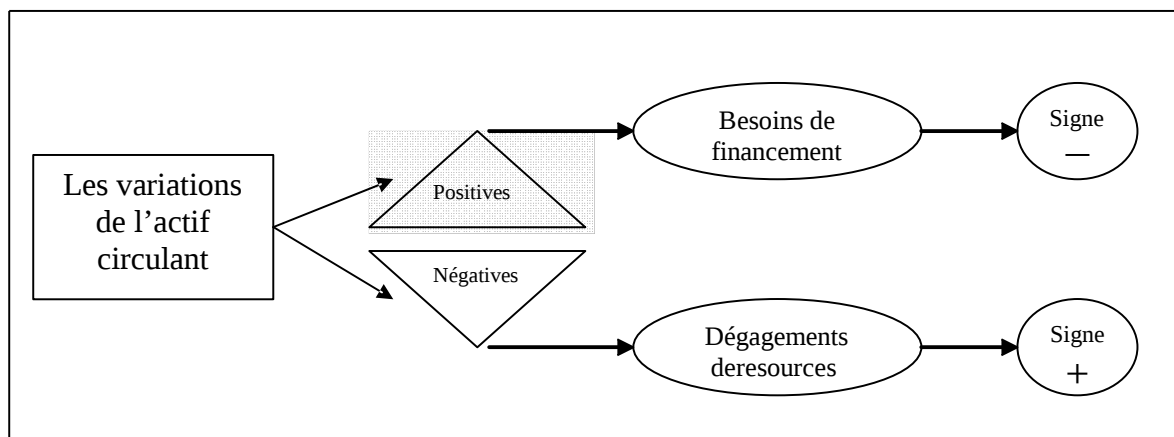 Les variations
de l'actif
circulant
Positives
Besoins de
financement
Signe
–
Négatives
Dégagements
deresources
Signe
+